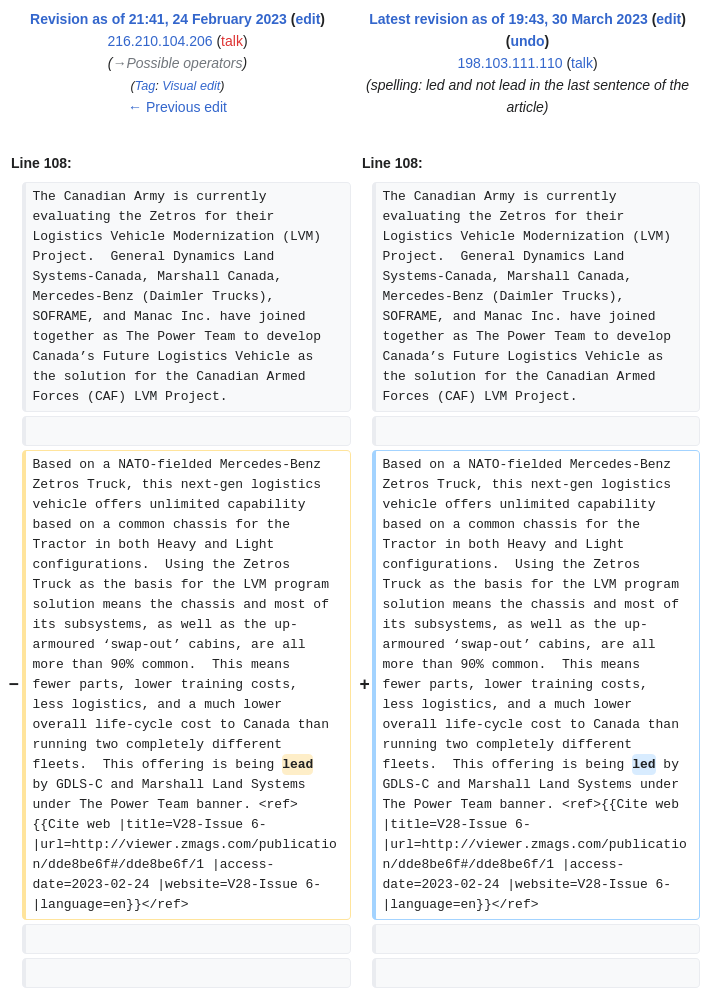 Revision as of 21:41, 24 February 2023 (edit)
216.210.104.206 (talk)
(→Possible operators)
(Tag: Visual edit)
← Previous edit
Latest revision as of 19:43, 30 March 2023 (edit)
(undo)
198.103.111.110 (talk)
(spelling: led and not lead in the last sentence of the
article)
Line 108:
Line 108:
The Canadian Army is currently
evaluating the Zetros for their
Logistics Vehicle Modernization (LVM)
Project.  General Dynamics Land
Systems-Canada, Marshall Canada,
Mercedes-Benz (Daimler Trucks),
SOFRAME, and Manac Inc. have joined
together as The Power Team to develop
Canada’s Future Logistics Vehicle as
the solution for the Canadian Armed
Forces (CAF) LVM Project.
The Canadian Army is currently
evaluating the Zetros for their
Logistics Vehicle Modernization (LVM)
Project.  General Dynamics Land
Systems-Canada, Marshall Canada,
Mercedes-Benz (Daimler Trucks),
SOFRAME, and Manac Inc. have joined
together as The Power Team to develop
Canada’s Future Logistics Vehicle as
the solution for the Canadian Armed
Forces (CAF) LVM Project.
−
Based on a NATO-fielded Mercedes-Benz
Zetros Truck, this next-gen logistics
vehicle offers unlimited capability
based on a common chassis for the
Tractor in both Heavy and Light
configurations.  Using the Zetros
Truck as the basis for the LVM program
solution means the chassis and most of
its subsystems, as well as the up-
armoured ‘swap-out’ cabins, are all
more than 90% common.  This means
fewer parts, lower training costs,
less logistics, and a much lower
overall life-cycle cost to Canada than
running two completely different
fleets.  This offering is being lead
by GDLS-C and Marshall Land Systems
under The Power Team banner. <ref>
{{Cite web |title=V28-Issue 6-
|url=http://viewer.zmags.com/publicatio
n/dde8be6f#/dde8be6f/1 |access-
date=2023-02-24 |website=V28-Issue 6-
|language=en}}</ref>
+
Based on a NATO-fielded Mercedes-Benz
Zetros Truck, this next-gen logistics
vehicle offers unlimited capability
based on a common chassis for the
Tractor in both Heavy and Light
configurations.  Using the Zetros
Truck as the basis for the LVM program
solution means the chassis and most of
its subsystems, as well as the up-
armoured ‘swap-out’ cabins, are all
more than 90% common.  This means
fewer parts, lower training costs,
less logistics, and a much lower
overall life-cycle cost to Canada than
running two completely different
fleets.  This offering is being led by
GDLS-C and Marshall Land Systems under
The Power Team banner. <ref>{{Cite web
|title=V28-Issue 6-
|url=http://viewer.zmags.com/publicatio
n/dde8be6f#/dde8be6f/1 |access-
date=2023-02-24 |website=V28-Issue 6-
|language=en}}</ref>